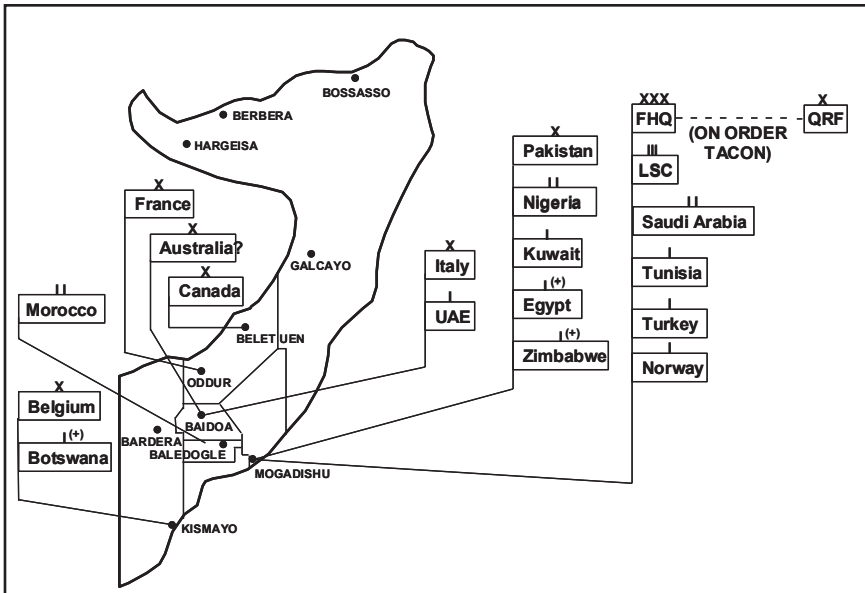 BOSSASSO
BERBERA
HARGEISA
X
France
X
Australia?
X
Canada
GALCAYO
II
Morocco
BELET UEN
ODDUR
X
Belgium
I(+)
Botswana
BAIDOA
BARDERA
BALEDOGLE
MOGADISHU
KISMAYO
X
Italy
I
UAE
X
Pakistan
II
Nigeria
I
Kuwait
I(+)
Egypt
I(+)
Zimbabwe
XXX
FHQ
(ON ORDER
TACON)
X
QRF
III
LSC
II
Saudi Arabia
I
Tunisia
I
Turkey
I
Norway